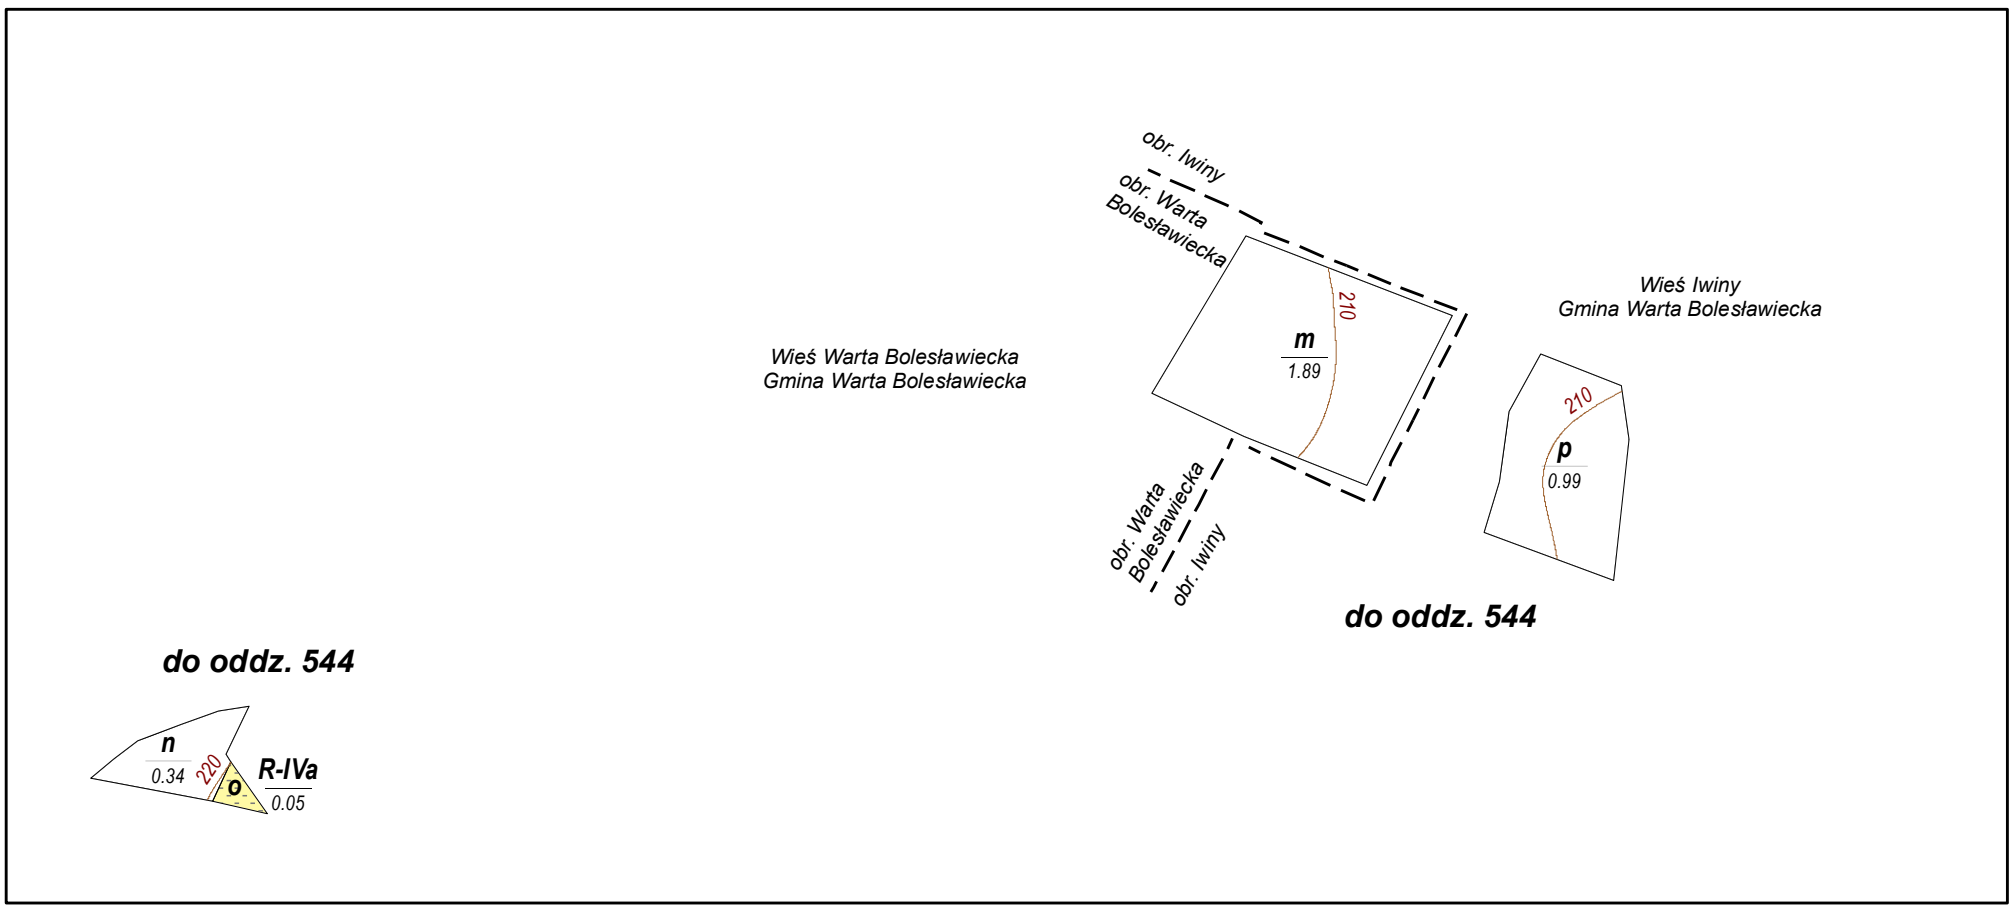 obr. Iwiny
obr. Warta
Bolesławiecka
210
Wieś Iwiny
Gmina Warta Bolesławiecka
m
1.89
Wieś Warta Bolesławiecka
Gmina Warta Bolesławiecka
210
p
0.99
obr. Warta
Bolesławiecka
obr. Iwiny
do oddz. 544
do oddz. 544
n
0.34
220
o
R-IVa
0.05